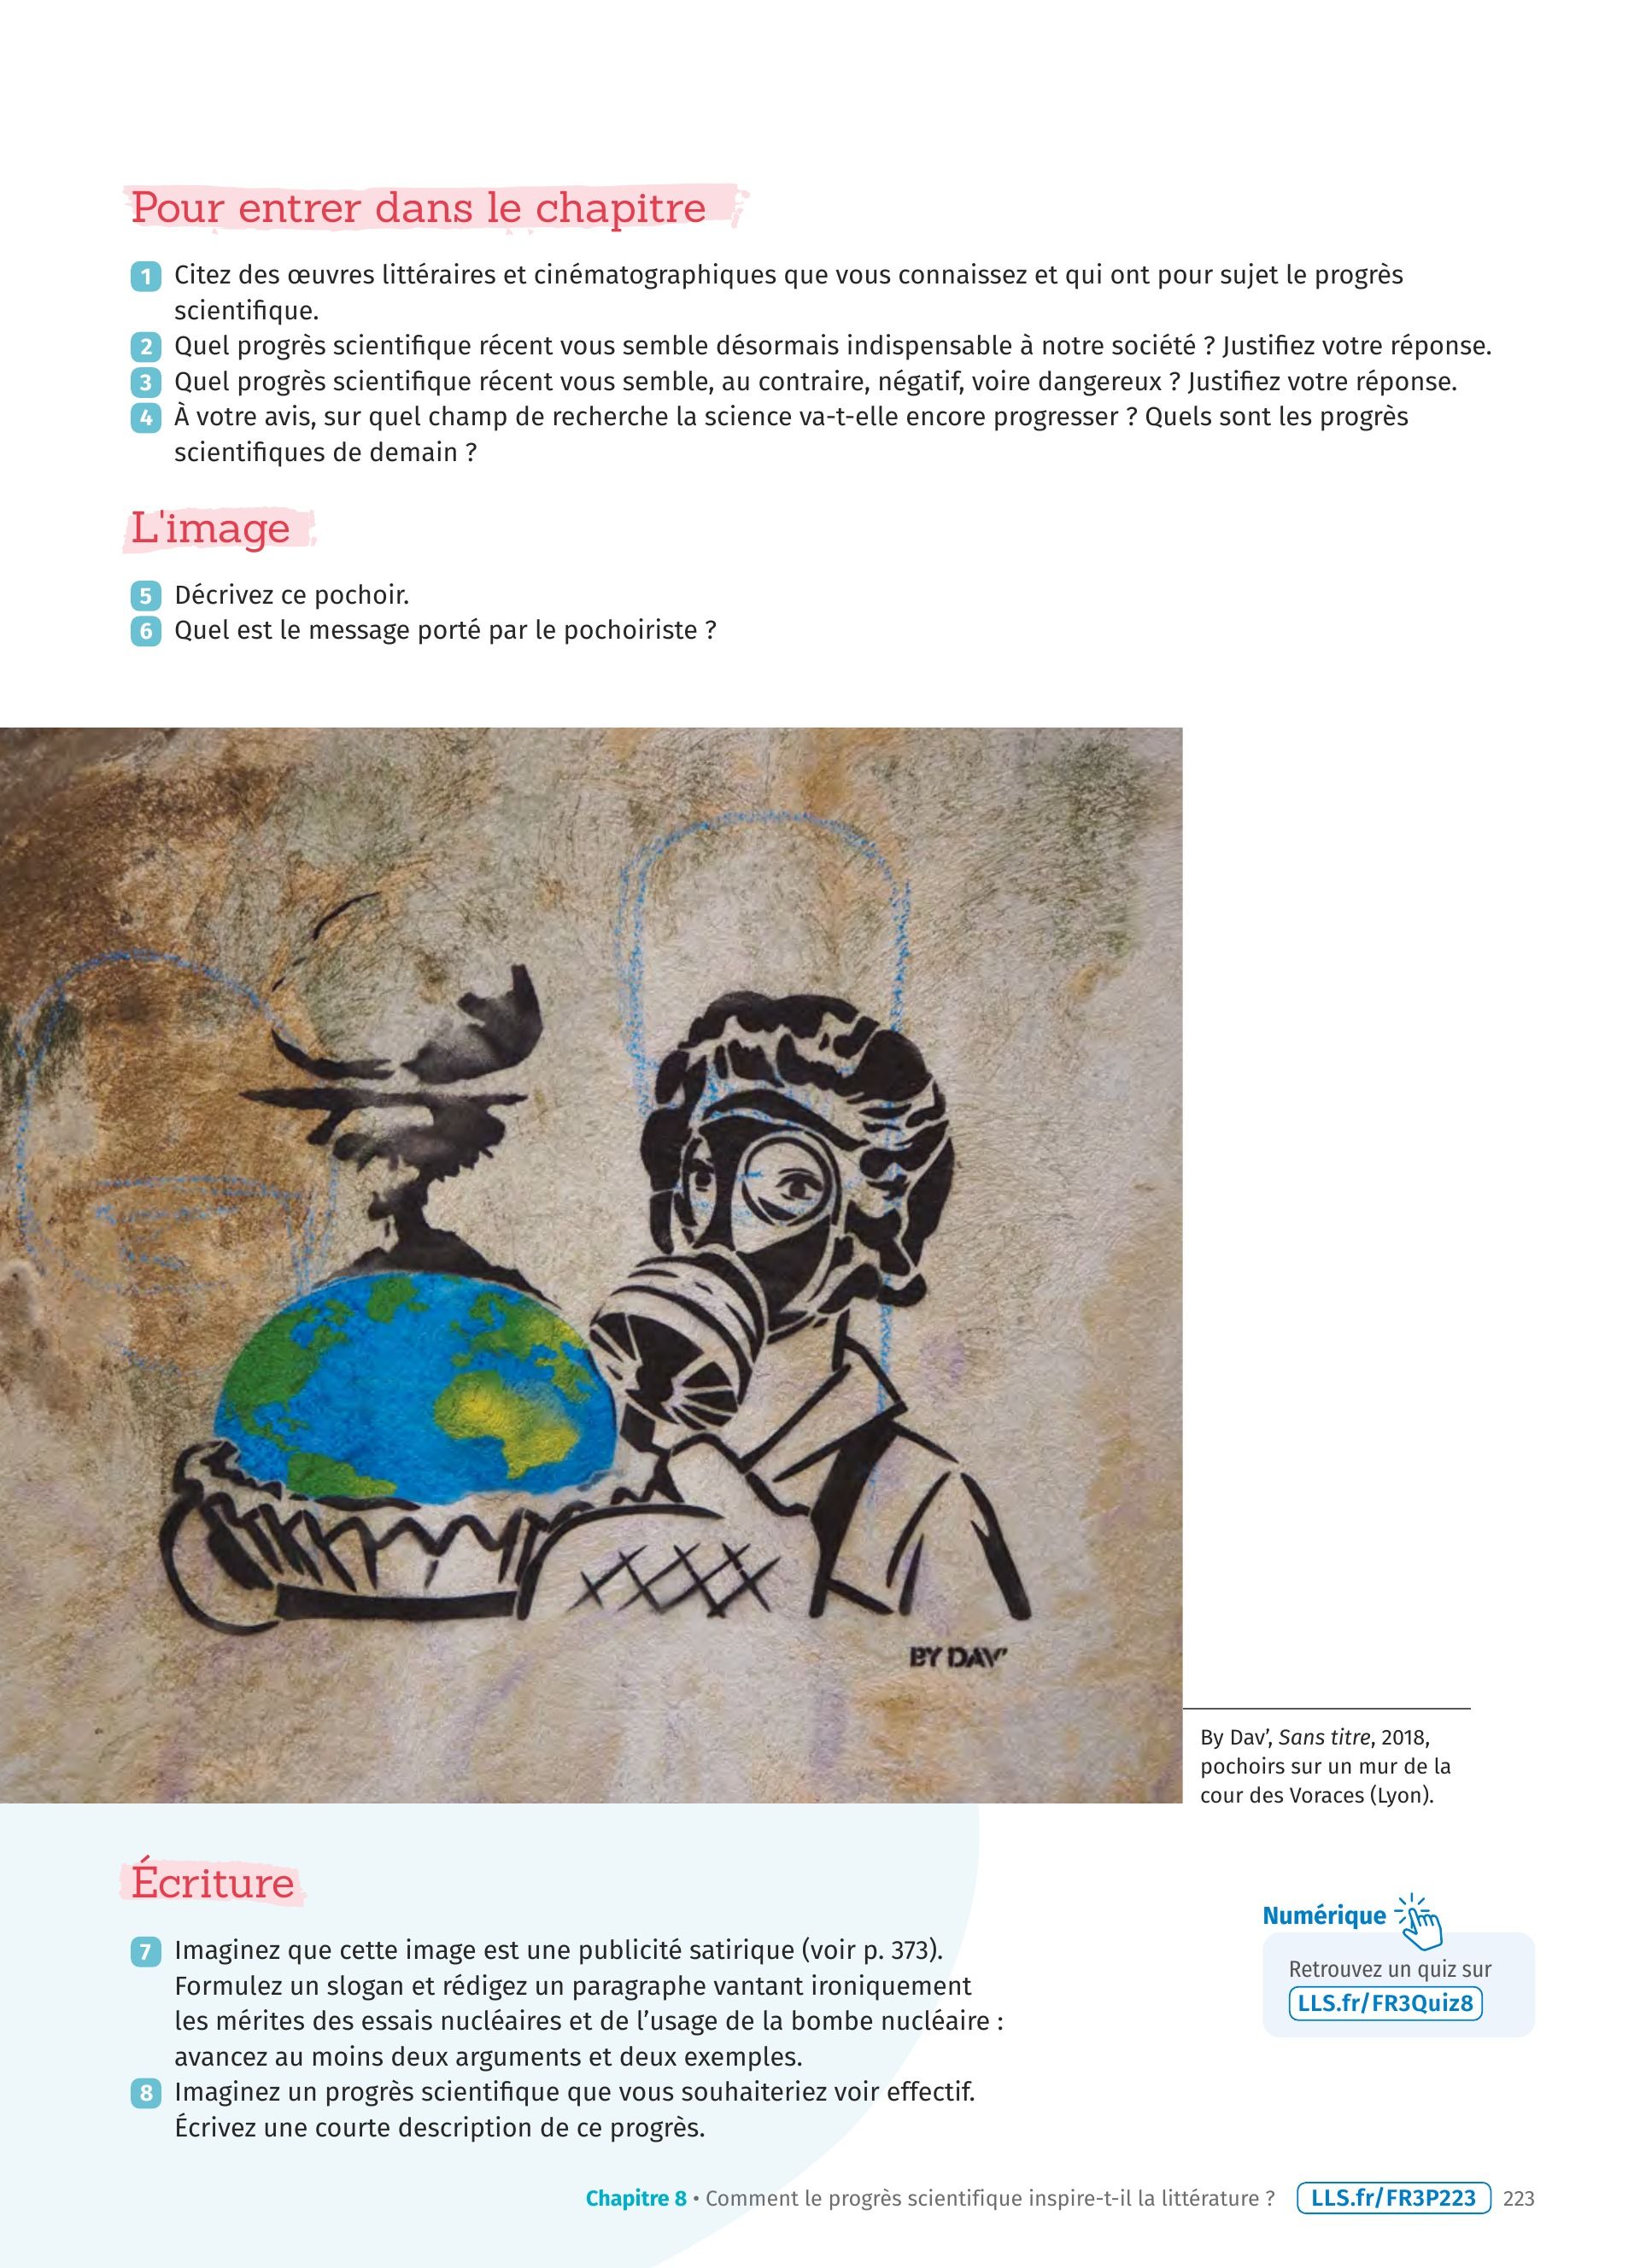 Pour entrer dans le chapitre
1 Citez des œuvres littéraires et cinématographiques que vous connaissez et qui ont pour sujet le progrès
scientifique.
2 Quel progrès scientifique récent vous semble désormais indispensable à notre société ? Justifiez votre réponse.
3 Quel progrès scientifique récent vous semble, au contraire, négatif, voire dangereux ? Justifiez votre réponse.
4 À votre avis, sur quel champ de recherche la science va-t-elle encore progresser ? Quels sont les progrès
scientifiques de demain ?
L'image
5 Décrivez ce pochoir.
6 Quel est le message porté par le pochoiriste ?
BY DAV'
By Dav’, Sans titre, 2018,
pochoirs sur un mur de la
cour des Voraces (Lyon).
Écriture
7 Imaginez que cette image est une publicité satirique (voir p. 373).
Formulez un slogan et rédigez un paragraphe vantant ironiquement
les mérites des essais nucléaires et de l’usage de la bombe nucléaire :
avancez au moins deux arguments et deux exemples.
8 Imaginez un progrès scientifique que vous souhaiteriez voir effectif.
Écrivez une courte description de ce progrès.
Numérique
Retrouvez un quiz sur
LLS.fr/FR3Quiz8
Chapitre 8 • Comment le progrès scientifique inspire-t-il la littérature ? LLS.fr/FR3P223 223